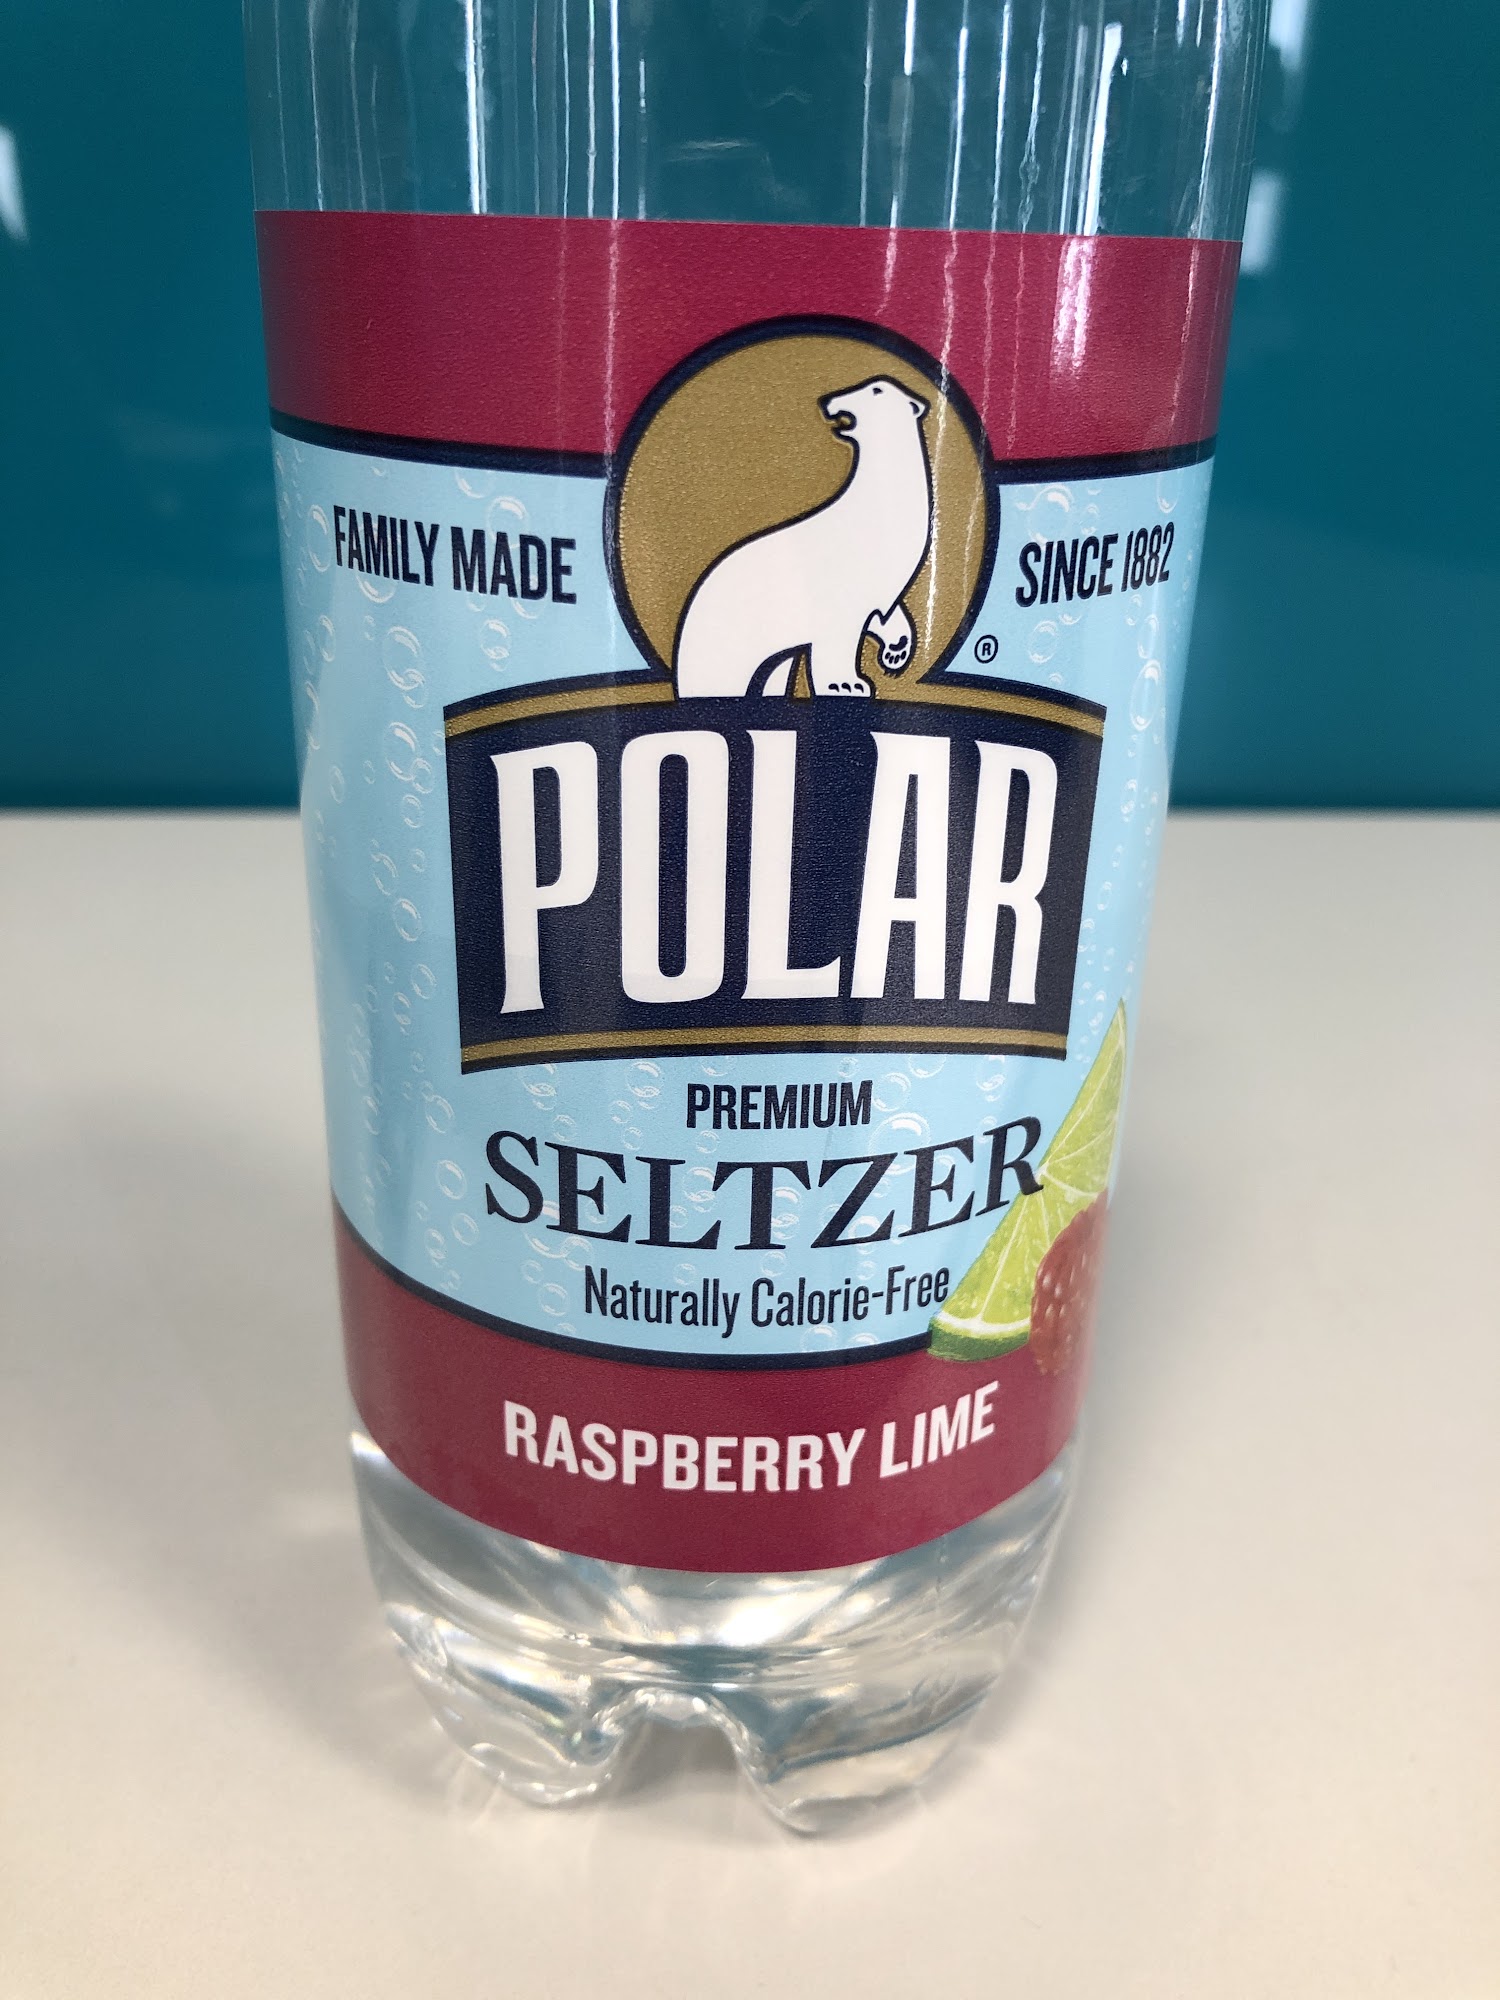 FAMILY MADE
SINCE 1882
®
POLAR
PREMIUM
SELTZER
Naturally Calorie-Free
RASPBERRY LIME